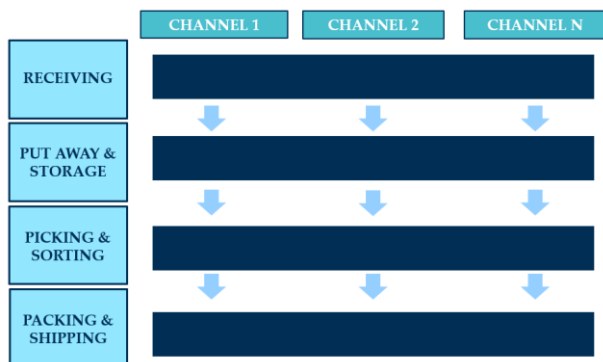 CHANNEL 1
CHANNEL 2
CHANNEL N
RECEIVING
PUT AWAY &
STORAGE
PICKING &
SORTING
PACKING &
SHIPPING